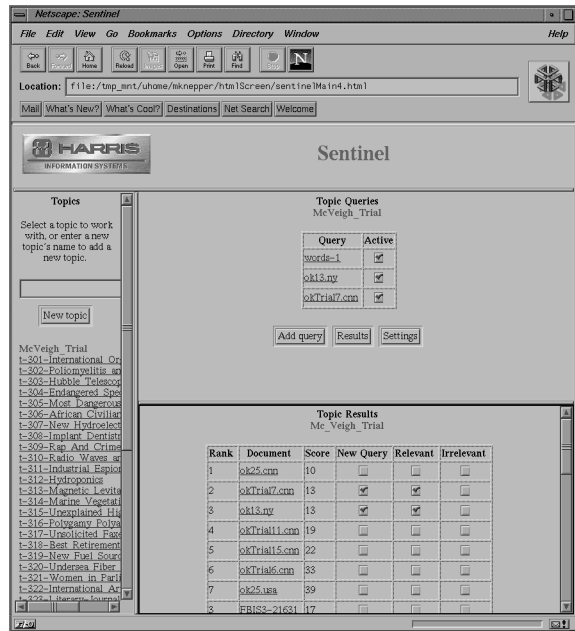 Netscape: Sentinel
File Edit View Go Bookmarks Options Directory Window Help
Back Forward Home Reload Images Open Print Find Stop N
Location: file:/tmp_mnt/uhome/mknepper/htmlScreen/sentinelMain4.html
Mail What's New? What's Cool? Destinations Net Search Welcome
HARRIS
INFORMATION SYSTEMS
Sentinel
Topics
Select a topic to work
with, or enter a new
topic's name to add a
new topic.
New topic
McVeigh_Trial
t-301-International Or
t-302-Poliomyelitis an
t-303-Hubble Telescop
t-304-Endangered Spe
t-305-Most Dangerous
t-306-African Civilian
t-307-New Hydroelect
t-308-Implant Dentist
t-309-Rap And Crime
t-310-Radio Waves an
t-311-Industrial Espio
t-312-Hydroponics
t-313-Magnetic Levita
t-314-Marine Vegetati
t-315-Unexplained Hig
t-316-Polygamy Polya
t-317-Unsolicited Faxe
t-318-Best Retirement
t-319-New Fuel Sourc
t-320-Undersea Fiber
t-321-Women in Parli
t-322-International Ar
t-323-Literary-Journal
Topic Queries
McVeigh_Trial
Query Active
words-1
ok13.ny
okTrial7.cnn
Add query Results Settings
Topic Results
Mc_Veigh_Trial
Rank Document Score New Query Relevant Irrelevant
1 ok25.cnn 10
2 okTrial7.cnn 13
3 ok13.ny 13
4 okTrial11.cnn 19
5 okTrial15.cnn 22
6 okTrial6.cnn 33
7 ok25.usa 39
3 FBIS3-21631 17